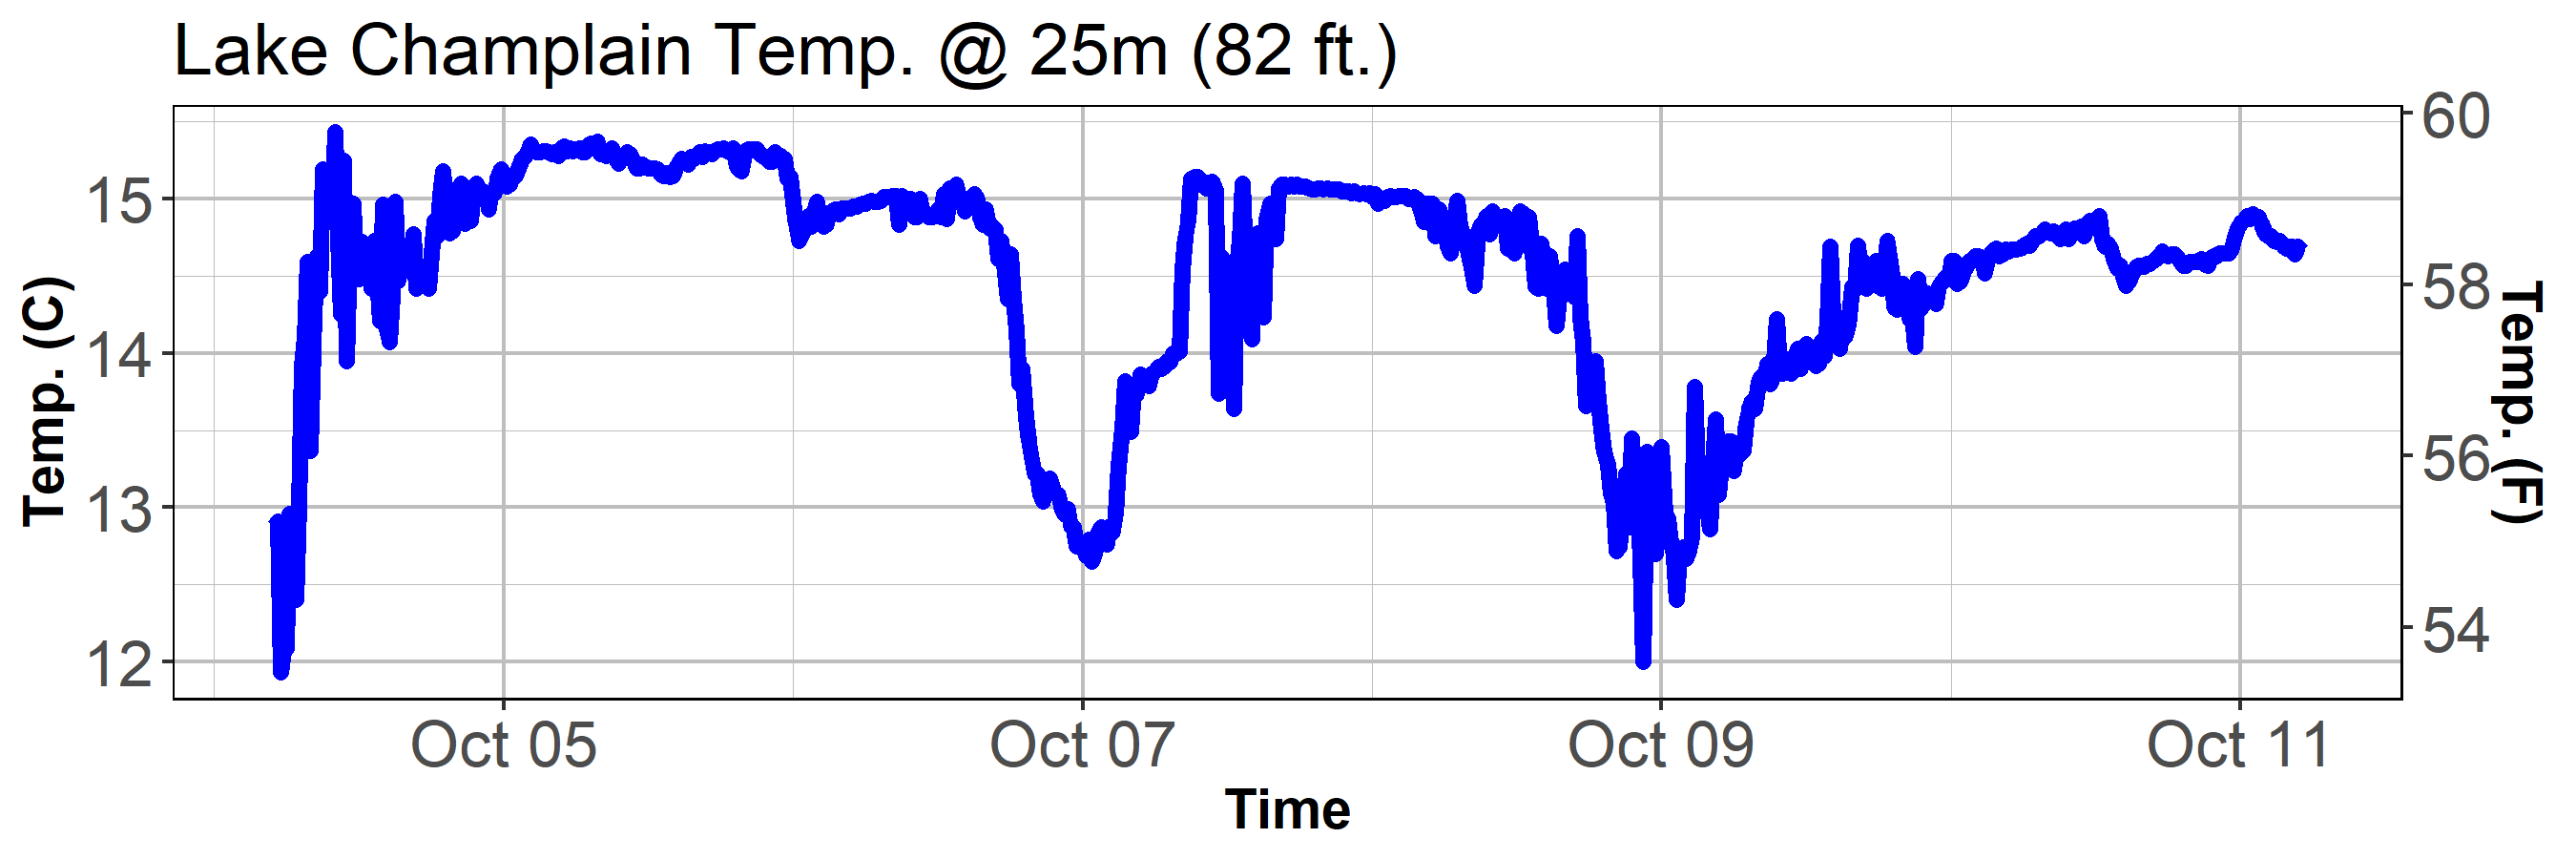 Lake Champlain Temp. @ 25m (82 ft.)
Temp. (C)
15
14
13
12
60
58
56
54
Temp. (F)
Oct 05
Oct 07
Oct 09
Oct 11
Time